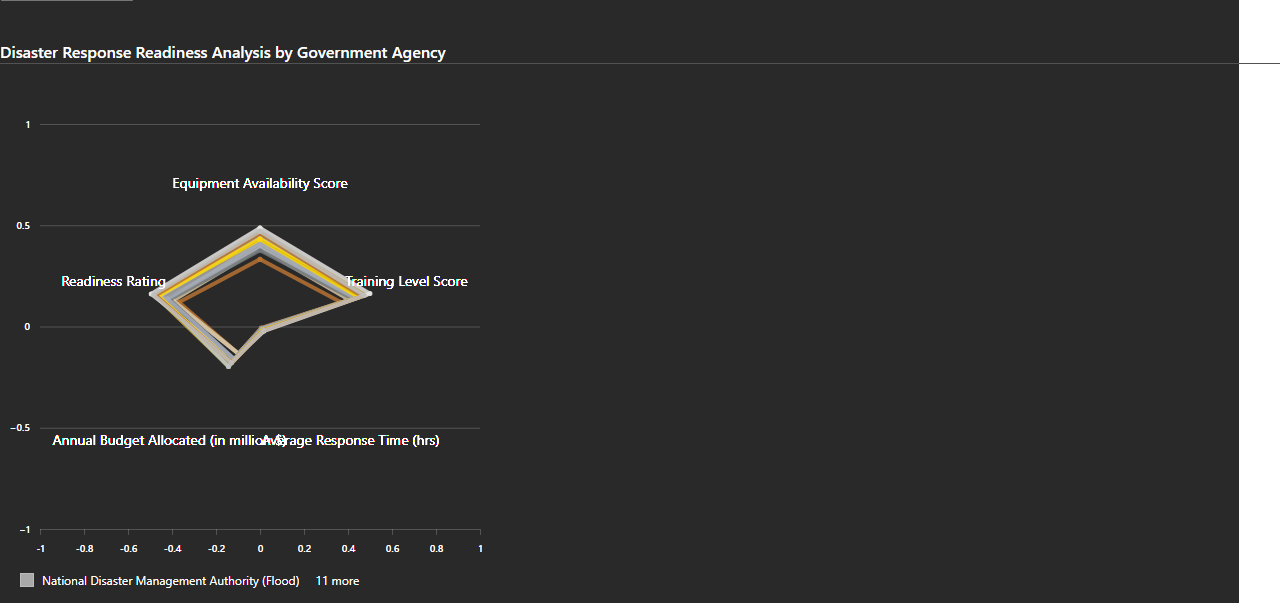 Disaster Response Readiness Analysis by Government Agency
1
Equipment Availability Score
0.5
Readiness Rating
Training Level Score
0
−0.5
Annual Budget Allocated (in million $)
Average Response Time (hrs)
−1
-1 -0.8 -0.6 -0.4 -0.2 0 0.2 0.4 0.6 0.8 1
National Disaster Management Authority (Flood) 11 more